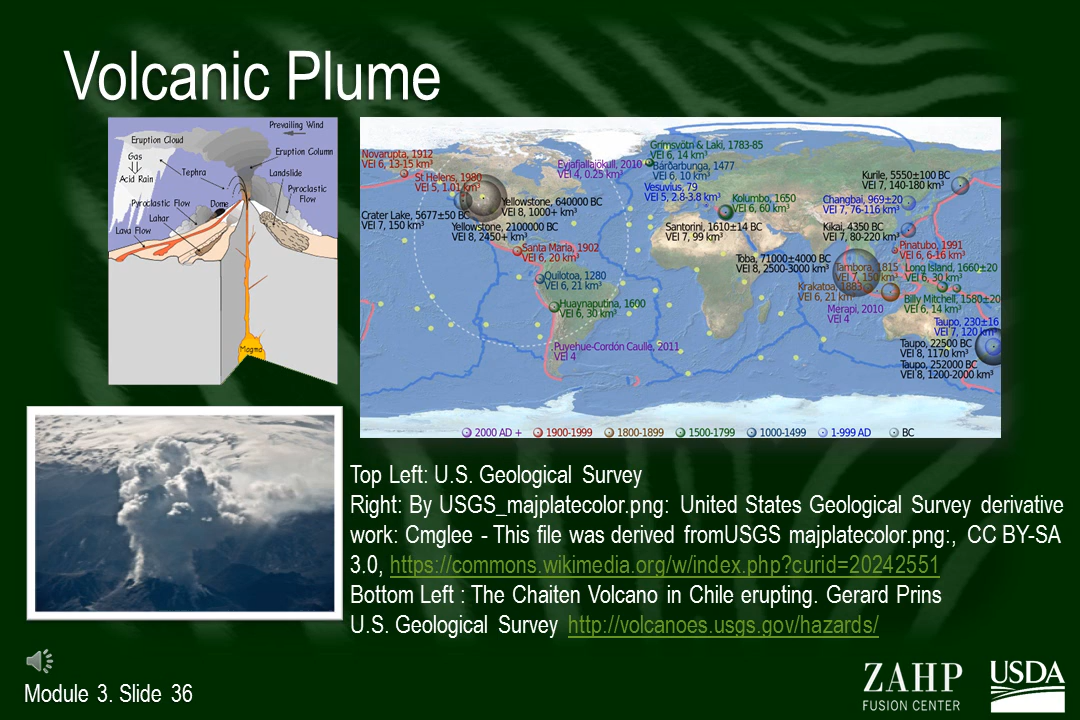 Volcanic Plume
Prevailing Wind
Eruption Cloud
Eruption Column
Gas
Acid Rain
Tephra
Landslide
Pyroclastic
Flow
Pyroclastic Flow
Dome
Lahar
Lava Flow
Magma
Novarupta, 1912
VEI 6, 13-15 km³
St Helens, 1980
VEI 5, 1.01 km³
Eyjafjallajökull, 2010
VEI 4, 0.25 km³
Grímsvötn & Laki, 1783-85
VEI 6, 14 km³
Bárðarbunga, 1477
VEI 6, 10 km³
Vesuvius, 79
VEI 5, 2.8-3.8 km³
Kolumbo, 1650
VEI 6, 60 km³
Kurile, 5550±100 BC
VEI 7, 140-180 km³
Changbai, 969±20
VEI 7, 76-116 km³
Yellowstone, 640000 BC
VEI 8, 1000+ km³
Crater Lake, 5677±50 BC
VEI 7, 150 km³
Yellowstone, 2100000 BC
VEI 8, 2450+ km³
Santorini, 1610±14 BC
VEI 7, 99 km³
Kikai, 4350 BC
VEI 7, 80-220 km³
Santa Maria, 1902
VEI 6, 20 km³
Pinatubo, 1991
VEI 6, 6-16 km³
Toba, 71000±4000 BC
VEI 8, 2500-3000 km³
Tambora, 1815
VEI 7, 150 km³
Long Island, 1660±20
VEI 6, 30 km³
Quilotoa, 1280
VEI 6, 21 km³
Krakatoa, 1883
VEI 6, 21 km³
Huaynaputina, 1600
VEI 6, 30 km³
Billy Mitchell, 1580±20
VEI 6, 14 km³
Merapi, 2010
VEI 4
Taupo, 230±16
VEI 7, 120 km³
Puyehue-Cordón Caulle, 2011
VEI 4
Taupo, 22500 BC
VEI 8, 1170 km³
Taupo, 252000 BC
VEI 8, 1200-2000 km³
2000 AD + 1900-1999 1800-1899 1500-1799 1000-1499 1-999 AD BC
Top Left: U.S. Geological Survey
Right: By USGS_majplatecolor.png: United States Geological Survey derivative
work: Cmglee - This file was derived fromUSGS majplatecolor.png:, CC BY-SA
3.0, https://commons.wikimedia.org/w/index.php?curid=20242551
Bottom Left : The Chaiten Volcano in Chile erupting. Gerard Prins
U.S. Geological Survey http://volcanoes.usgs.gov/hazards/
Module 3. Slide 36
ZAHP
FUSION CENTER
USDA